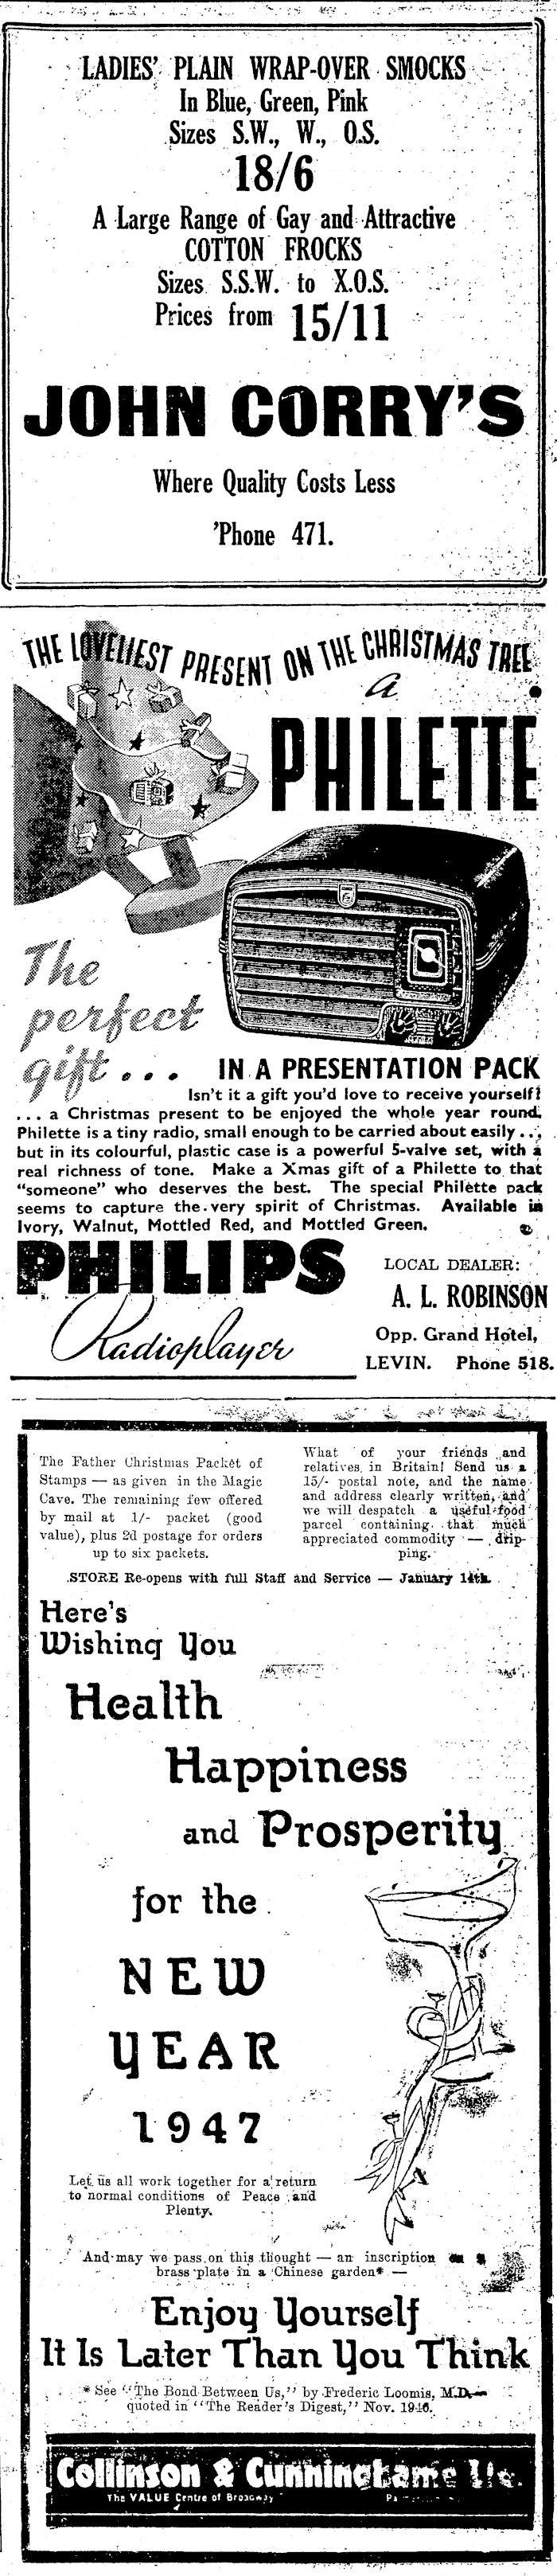 LADIES' PLAIN WRAP-OVER SMOCKS
In Blue, Green, Pink
Sizes S.W., W., O.S.
18/6
A Large Range of Gay and Attractive
COTTON FROCKS
Sizes S.S.W. to X.O.S.
Prices from 15/11
JOHN CORRY'S
Where Quality Costs Less
'Phone 471.
THE LOVELIEST PRESENT ON THE CHRISTMAS TREE
a
PHILETTE
The
perfect
gift... IN A PRESENTATION PACK
Isn't it a gift you'd love to receive yourself?
... a Christmas present to be enjoyed the whole year round.
Philette is a tiny radio, small enough to be carried about easily ...
but in its colourful, plastic case is a powerful 5-valve set, with a
real richness of tone. Make a Xmas gift of a Philette to that
"someone" who deserves the best. The special Philette pack
seems to capture the very spirit of Christmas. Available in
Ivory, Walnut, Mottled Red, and Mottled Green.
PHILIPS
Radioplayer
LOCAL DEALER:
A. L. ROBINSON
Opp. Grand Hotel,
LEVIN. Phone 518.
The Father Christmas Packet of
Stamps — as given in the Magic
Cave. The remaining few offered
by mail at 1/- packet (good
value), plus 2d postage for orders
up to six packets.
What of your friends and
relatives in Britain? Send us a
15/- postal note, and the name
and address clearly written, and
we will despatch a useful food
parcel containing that much
appreciated commodity — drip-
ping.
STORE Re-opens with full Staff and Service — January 14th.
Here's
Wishing You
Health
Happiness
and Prosperity
for the
NEW
YEAR
1947
Let us all work together for a return
to normal conditions of Peace and
Plenty.
And may we pass on this thought — an inscription on a
brass plate in a Chinese garden* —
Enjoy Yourself
It Is Later Than You Think
* See "The Bond Between Us," by Frederic Loomis, M.D.—
quoted in "The Reader's Digest," Nov. 1946.
Collinson & Cunninghame Ltd.
The VALUE Centre of Broadway